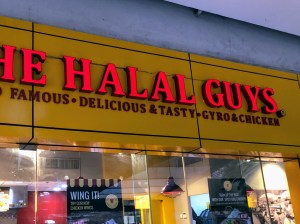 HE HALAL GUYS
FAMOUS • DELICIOUS & TASTY • GYRO & CHICKEN
WING IT!